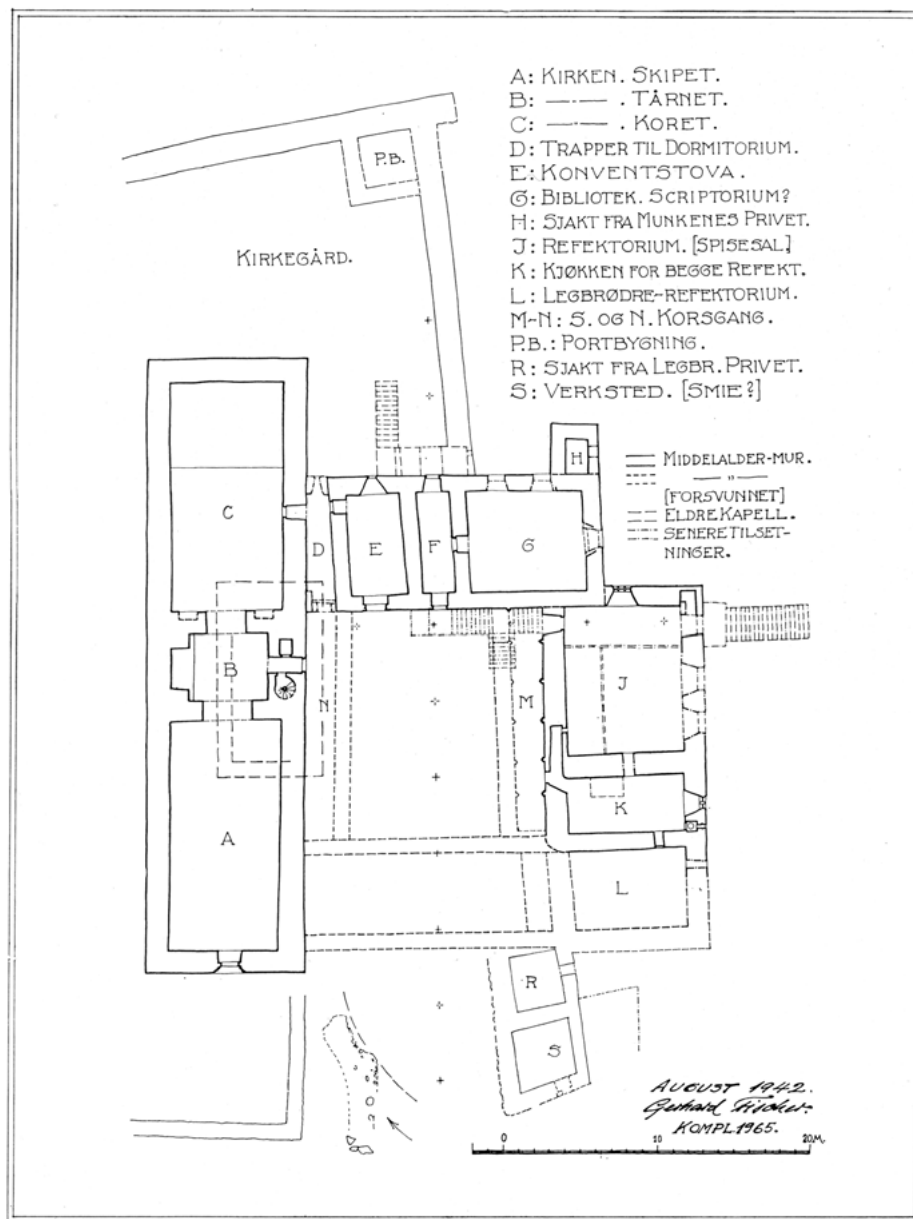 A: KIRKEN. SKIPET.
B: —·— . TÅRNET.
C: —·— . KORET.
D: TRAPPER TIL DORMITORIUM.
E: KONVENTSTOVA.
G: BIBLIOTEK. SCRIPTORIUM?
H: SJAKT FRA MUNKENES PRIVET.
J: REFEKTORIUM. [SPISESAL]
K: KJØKKEN FOR BEGGE REFEKT.
L: LEGBRØDRE-REFEKTORIUM.
M-N: S. OG N. KORSGANG.
P.B.: PORTBYGNING.
R: SJAKT FRA LEGBR. PRIVET.
S: VERKSTED. [SMIE?]
MIDDELALDER-MUR.
—"—
[FORSVUNNET]
ELDRE KAPELL.
SENERE TILSET-
NINGER.
P.B.
KIRKEGÅRD.
H
C
D
E
F
G
B
N
M
J
K
A
L
R
S
AUGUST 1942.
Gerhard Fischer.
KOMPL. 1965.
0 10 20 M.